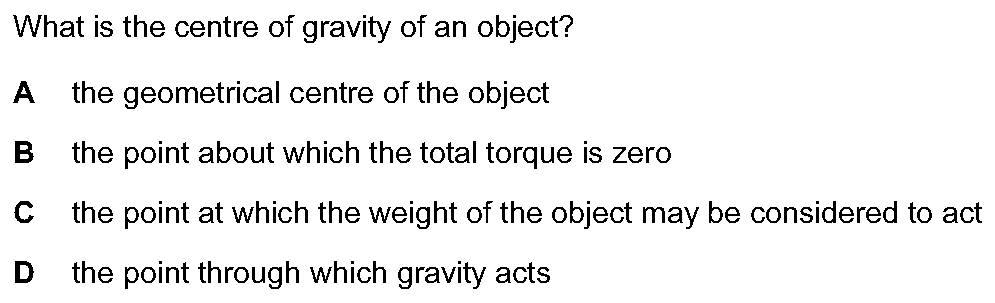 What is the centre of gravity of an object?
A the geometrical centre of the object
B the point about which the total torque is zero
C the point at which the weight of the object may be considered to act
D the point through which gravity acts